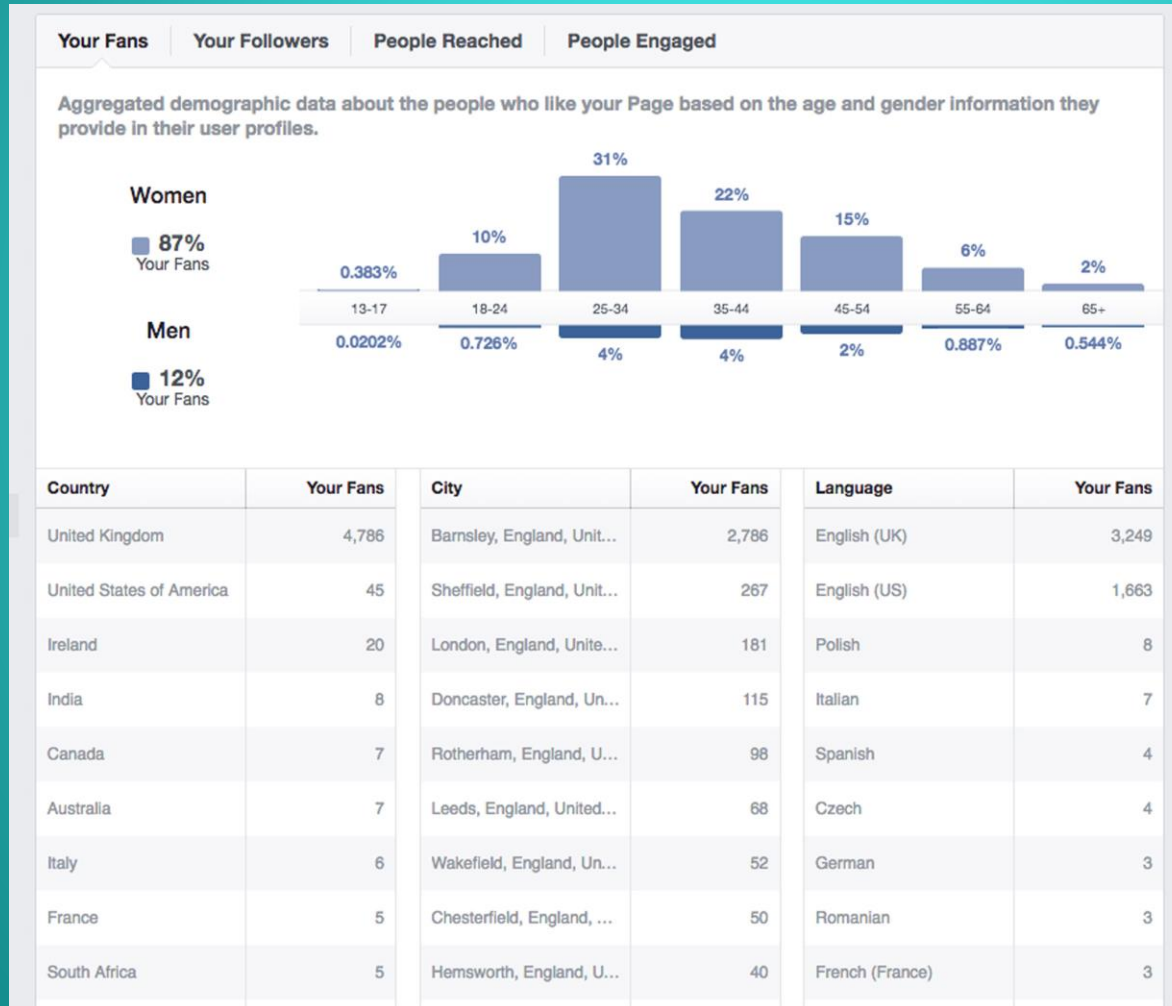 Your Fans Your Followers People Reached People Engaged
Aggregated demographic data about the people who like your Page based on the age and gender information they
provide in their user profiles.
Women
87%
Your Fans
0.383% 10% 31% 22% 15% 6% 2%
13-17 18-24 25-34 35-44 45-54 55-64 65+
Men
12%
Your Fans
0.0202% 0.726% 4% 4% 2% 0.887% 0.544%
Country Your Fans City Your Fans Language Your Fans
United Kingdom 4,786 Barnsley, England, Unit... 2,786 English (UK) 3,249
United States of America 45 Sheffield, England, Unit... 267 English (US) 1,663
Ireland 20 London, England, Unite... 181 Polish 8
India 8 Doncaster, England, Un... 115 Italian 7
Canada 7 Rotherham, England, U... 98 Spanish 4
Australia 7 Leeds, England, United... 68 Czech 4
Italy 6 Wakefield, England, Un... 52 German 3
France 5 Chesterfield, England, ... 50 Romanian 3
South Africa 5 Hemsworth, England, U... 40 French (France) 3